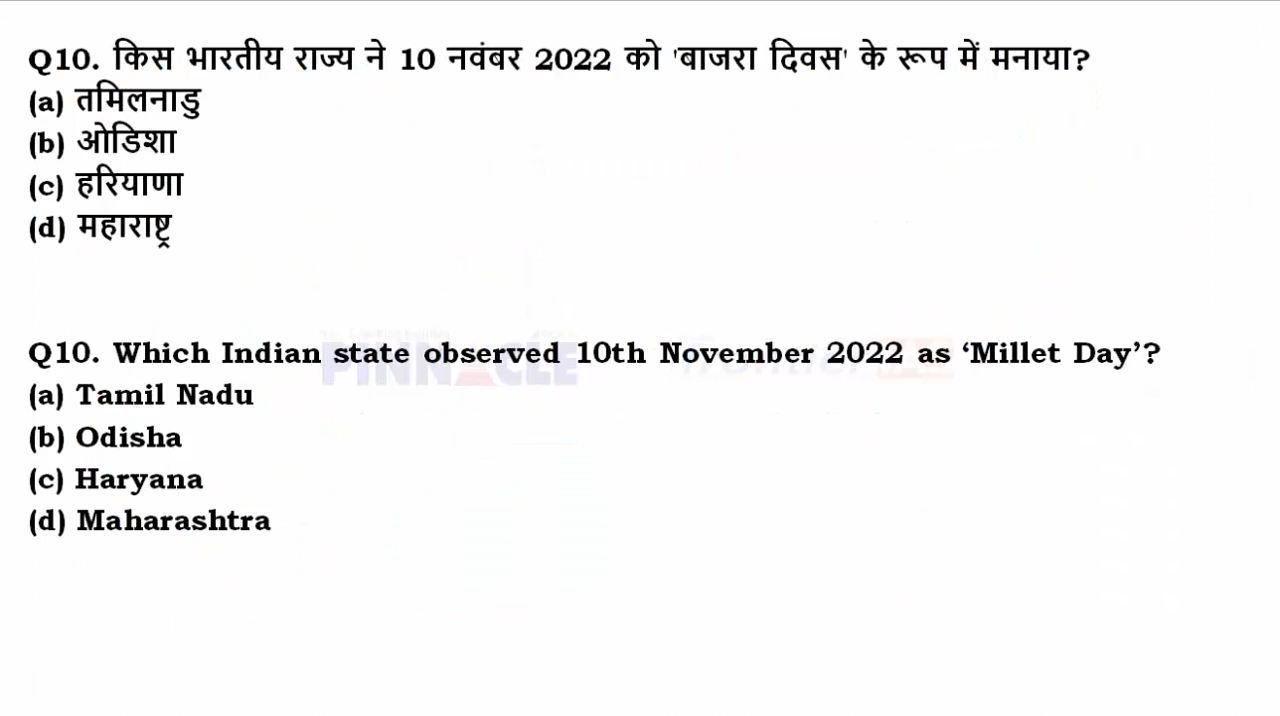 Q10. किस भारतीय राज्य ने 10 नवंबर 2022 को 'बाजरा दिवस' के रूप में मनाया?
(a) तमिलनाडु
(b) ओडिशा
(c) हरियाणा
(d) महाराष्ट्र
Q10. Which Indian state observed 10th November 2022 as ‘Millet Day’?
PINNACLE
(a) Tamil Nadu
(b) Odisha
(c) Haryana
(d) Maharashtra